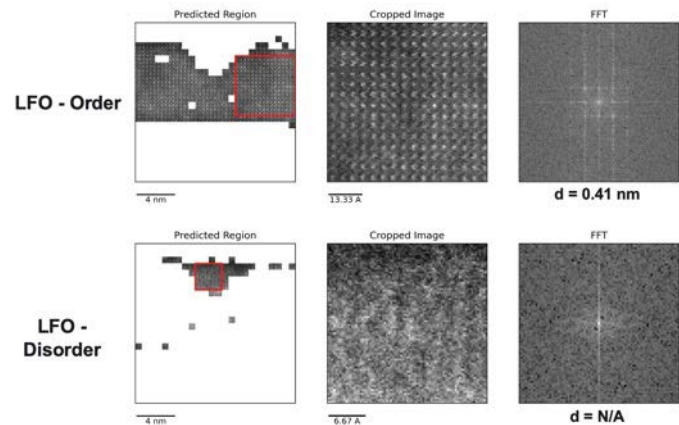 Predicted Region
Cropped Image
FFT
LFO - Order
4 nm
13.33 A
d = 0.41 nm
Predicted Region
Cropped Image
FFT
LFO -
Disorder
4 nm
6.67 A
d = N/A